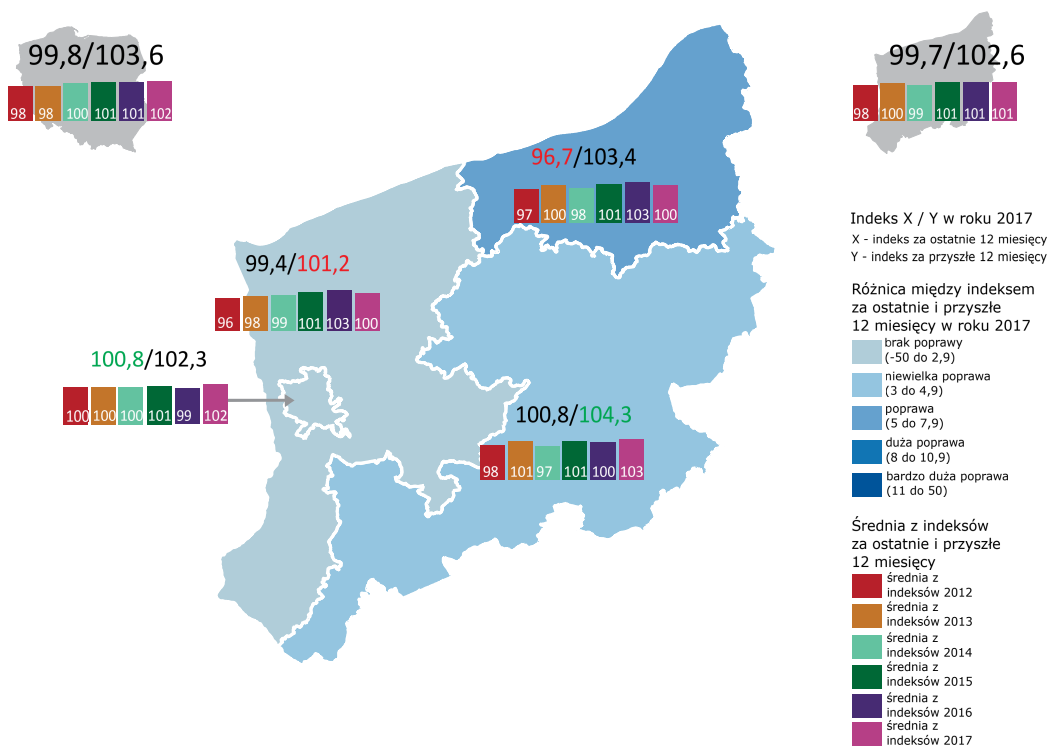 99,8/103,6
98 98 100 101 101 102
99,7/102,6
98 100 99 101 101 101
96,7/103,4
97 100 98 101 103 100
99,4/101,2
96 98 99 101 103 100
100,8/102,3
100 100 100 101 99 102
100,8/104,3
98 101 97 101 100 103
Indeks X / Y w roku 2017
X - indeks za ostatnie 12 miesięcy
Y - indeks za przyszłe 12 miesięcy
Różnica między indeksem
za ostatnie i przyszłe
12 miesięcy w roku 2017
brak poprawy
(-50 do 2,9)
niewielka poprawa
(3 do 4,9)
poprawa
(5 do 7,9)
duża poprawa
(8 do 10,9)
bardzo duża poprawa
(11 do 50)
Średnia z indeksów
za ostatnie i przyszłe
12 miesięcy
średnia z
indeksów 2012
średnia z
indeksów 2013
średnia z
indeksów 2014
średnia z
indeksów 2015
średnia z
indeksów 2016
średnia z
indeksów 2017